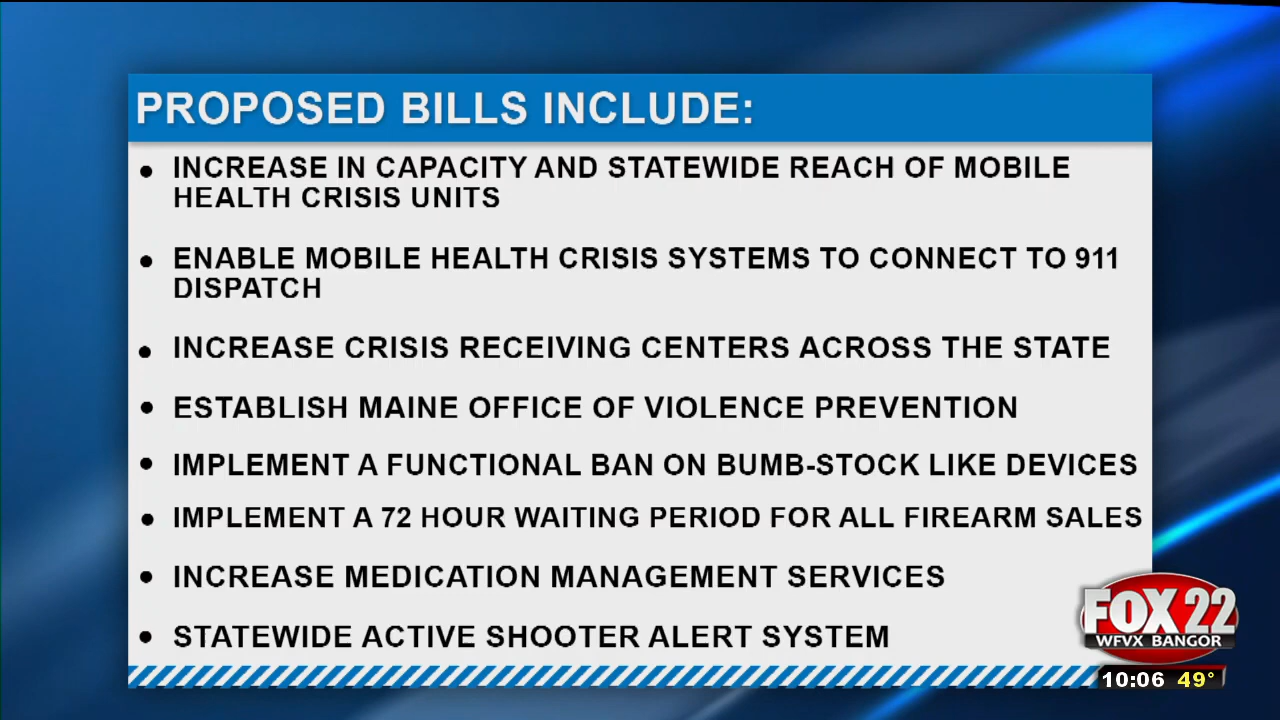 PROPOSED BILLS INCLUDE:
• INCREASE IN CAPACITY AND STATEWIDE REACH OF MOBILE
HEALTH CRISIS UNITS
• ENABLE MOBILE HEALTH CRISIS SYSTEMS TO CONNECT TO 911
DISPATCH
• INCREASE CRISIS RECEIVING CENTERS ACROSS THE STATE
• ESTABLISH MAINE OFFICE OF VIOLENCE PREVENTION
• IMPLEMENT A FUNCTIONAL BAN ON BUMB-STOCK LIKE DEVICES
• IMPLEMENT A 72 HOUR WAITING PERIOD FOR ALL FIREARM SALES
• INCREASE MEDICATION MANAGEMENT SERVICES
• STATEWIDE ACTIVE SHOOTER ALERT SYSTEM
FOX 22
WFVX BANGOR
10:06 49°